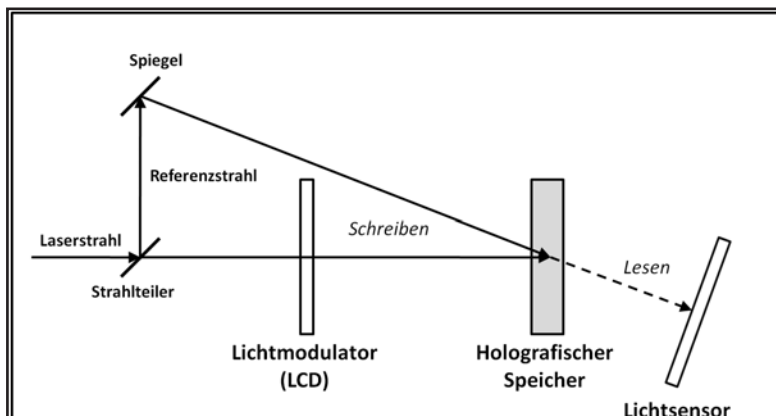 Spiegel
Referenzstrahl
Schreiben
Laserstrahl
Lesen
Strahlteiler
Lichtmodulator
(LCD)
Holografischer
Speicher
Lichtsensor